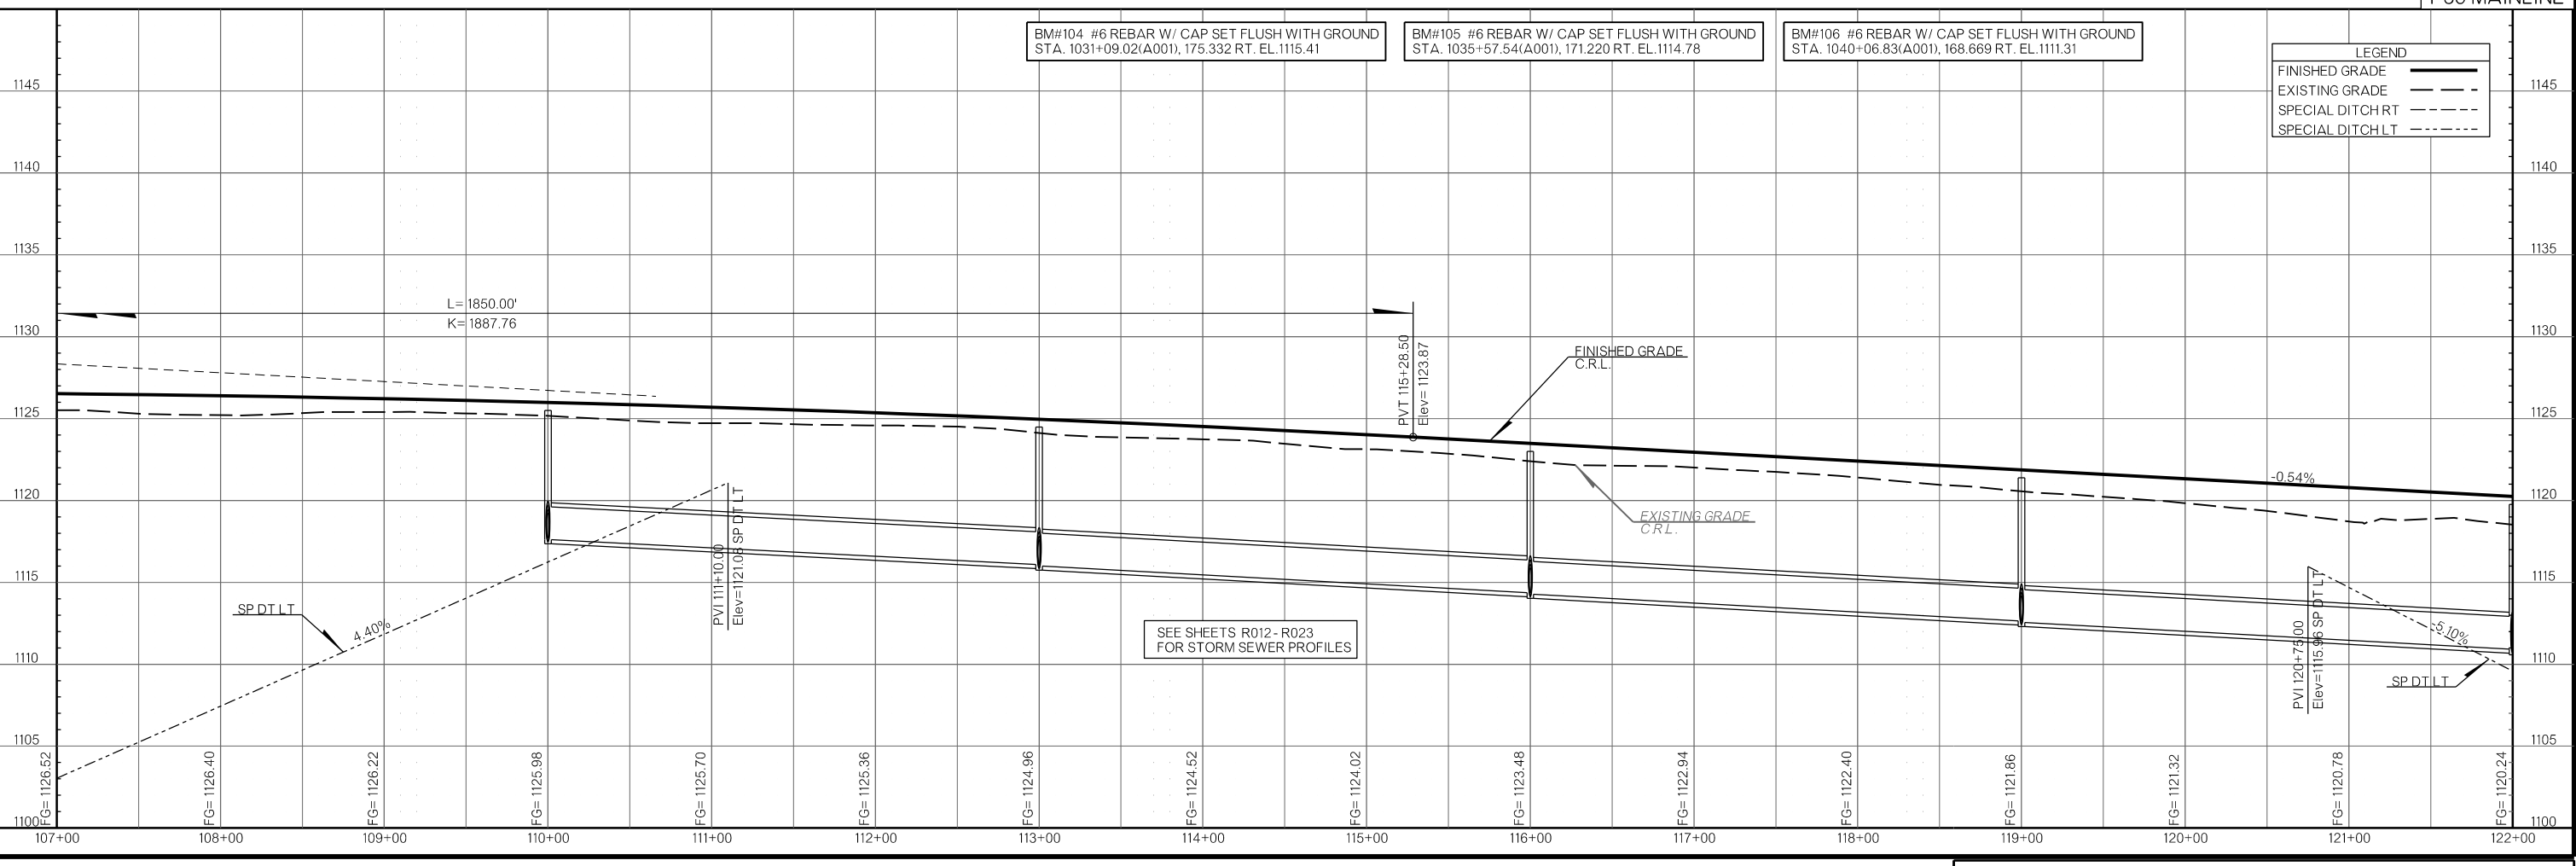 BM#104 #6 REBAR W/ CAP SET FLUSH WITH GROUND
STA. 1031+09.02(A001), 175.332 RT. EL.1115.41
BM#105 #6 REBAR W/ CAP SET FLUSH WITH GROUND
STA. 1035+57.54(A001), 171.220 RT. EL.1114.78
BM#106 #6 REBAR W/ CAP SET FLUSH WITH GROUND
STA. 1040+06.83(A001), 168.669 RT. EL.1111.31
LEGEND
FINISHED GRADE
EXISTING GRADE
SPECIAL DITCH RT
SPECIAL DITCH LT
1145
1145
1140
1140
1135
1135
1130
1130
1125
1125
1120
1120
1115
1115
1110
1110
1105
1105
1100
1100
L= 1850.00'
K= 1887.76
PVT 115+28.50
Elev= 1123.87
FINISHED GRADE
C.R.L.
EXISTING GRADE
C.R.L.
-0.54%
PVI 111+10.00
Elev=1121.08 SP DT LT
SP DT LT
4.40%
SEE SHEETS R012-R023
FOR STORM SEWER PROFILES
PVI 120+75.00
Elev=1115.96 SP DT LT
-5.10%
SP DT LT
FG= 1126.52
FG= 1126.40
FG= 1126.22
FG= 1125.98
FG= 1125.70
FG= 1125.36
FG= 1124.96
FG= 1124.52
FG= 1124.02
FG= 1123.48
FG= 1122.94
FG= 1122.40
FG= 1121.86
FG= 1121.32
FG= 1120.78
FG= 1120.24
107+00
108+00
109+00
110+00
111+00
112+00
113+00
114+00
115+00
116+00
117+00
118+00
119+00
120+00
121+00
122+00